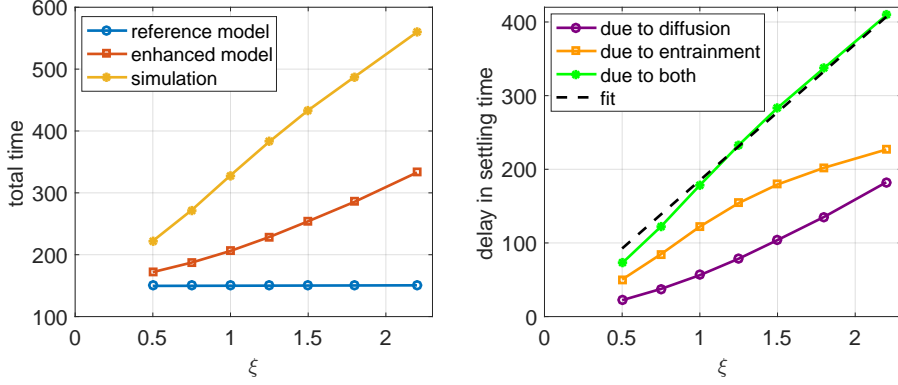 600
500
400
300
200
100
total time
reference model
enhanced model
simulation
0
0.5
1
1.5
2
ξ
400
300
200
100
0
delay in settling time
due to diffusion
due to entrainment
due to both
fit
0
0.5
1
1.5
2
ξ